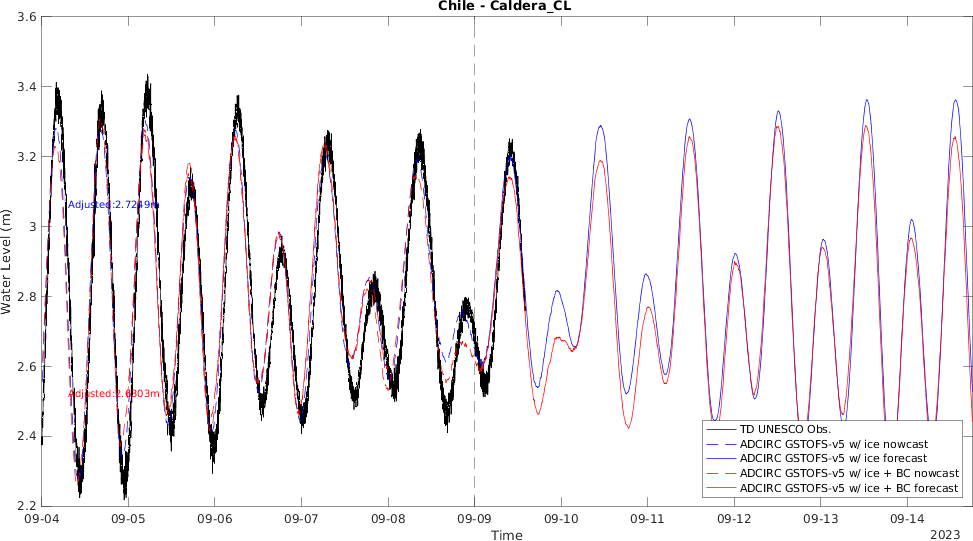 Chile - Caldera_CL
3.6
3.4
3.2
3
2.8
2.6
2.4
2.2
Water Level (m)
Adjusted:2.7249m
Adjusted:2.6303m
TD UNESCO Obs.
ADCIRC GSTOFS-v5 w/ ice nowcast
ADCIRC GSTOFS-v5 w/ ice forecast
ADCIRC GSTOFS-v5 w/ ice + BC nowcast
ADCIRC GSTOFS-v5 w/ ice + BC forecast
09-04 09-05 09-06 09-07 09-08 09-09 09-10 09-11 09-12 09-13 09-14
Time
2023